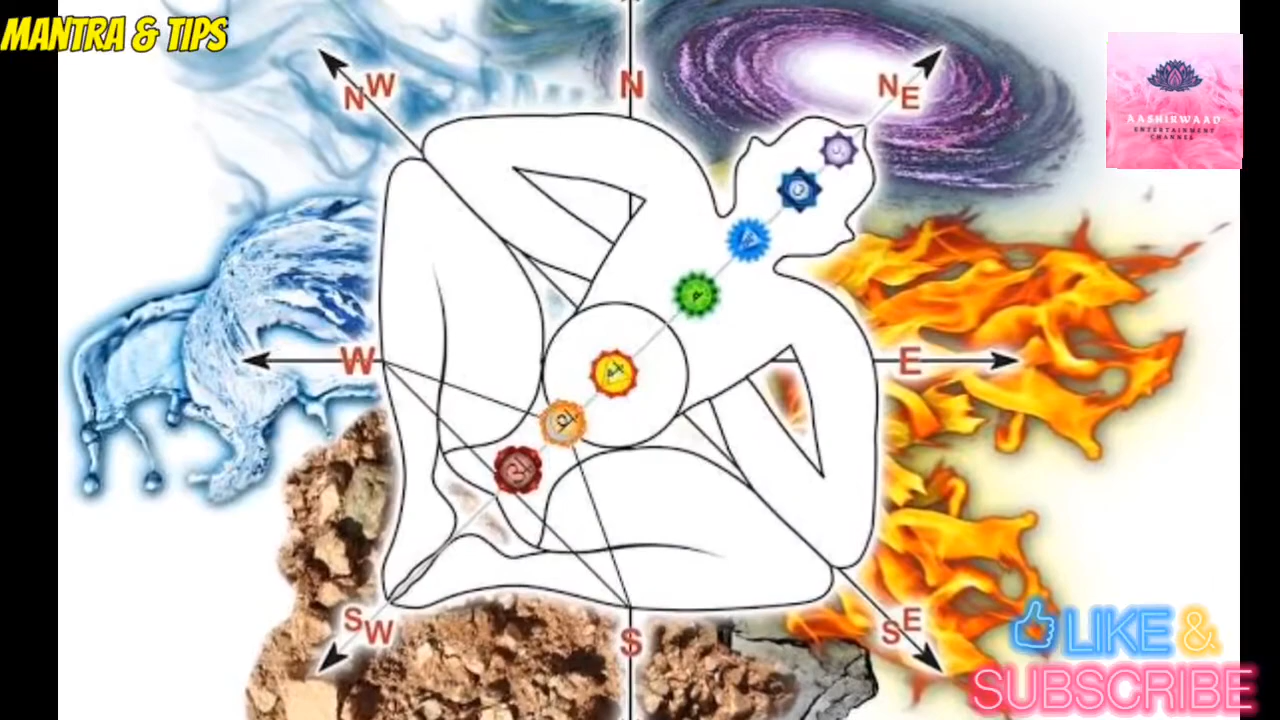 MANTRA & TIPS
NW
N
NE
AASHIRWAAD
ENTERTAINMENT
CHANNEL
W
E
SW
S
SE
LIKE &
SUBSCRIBE